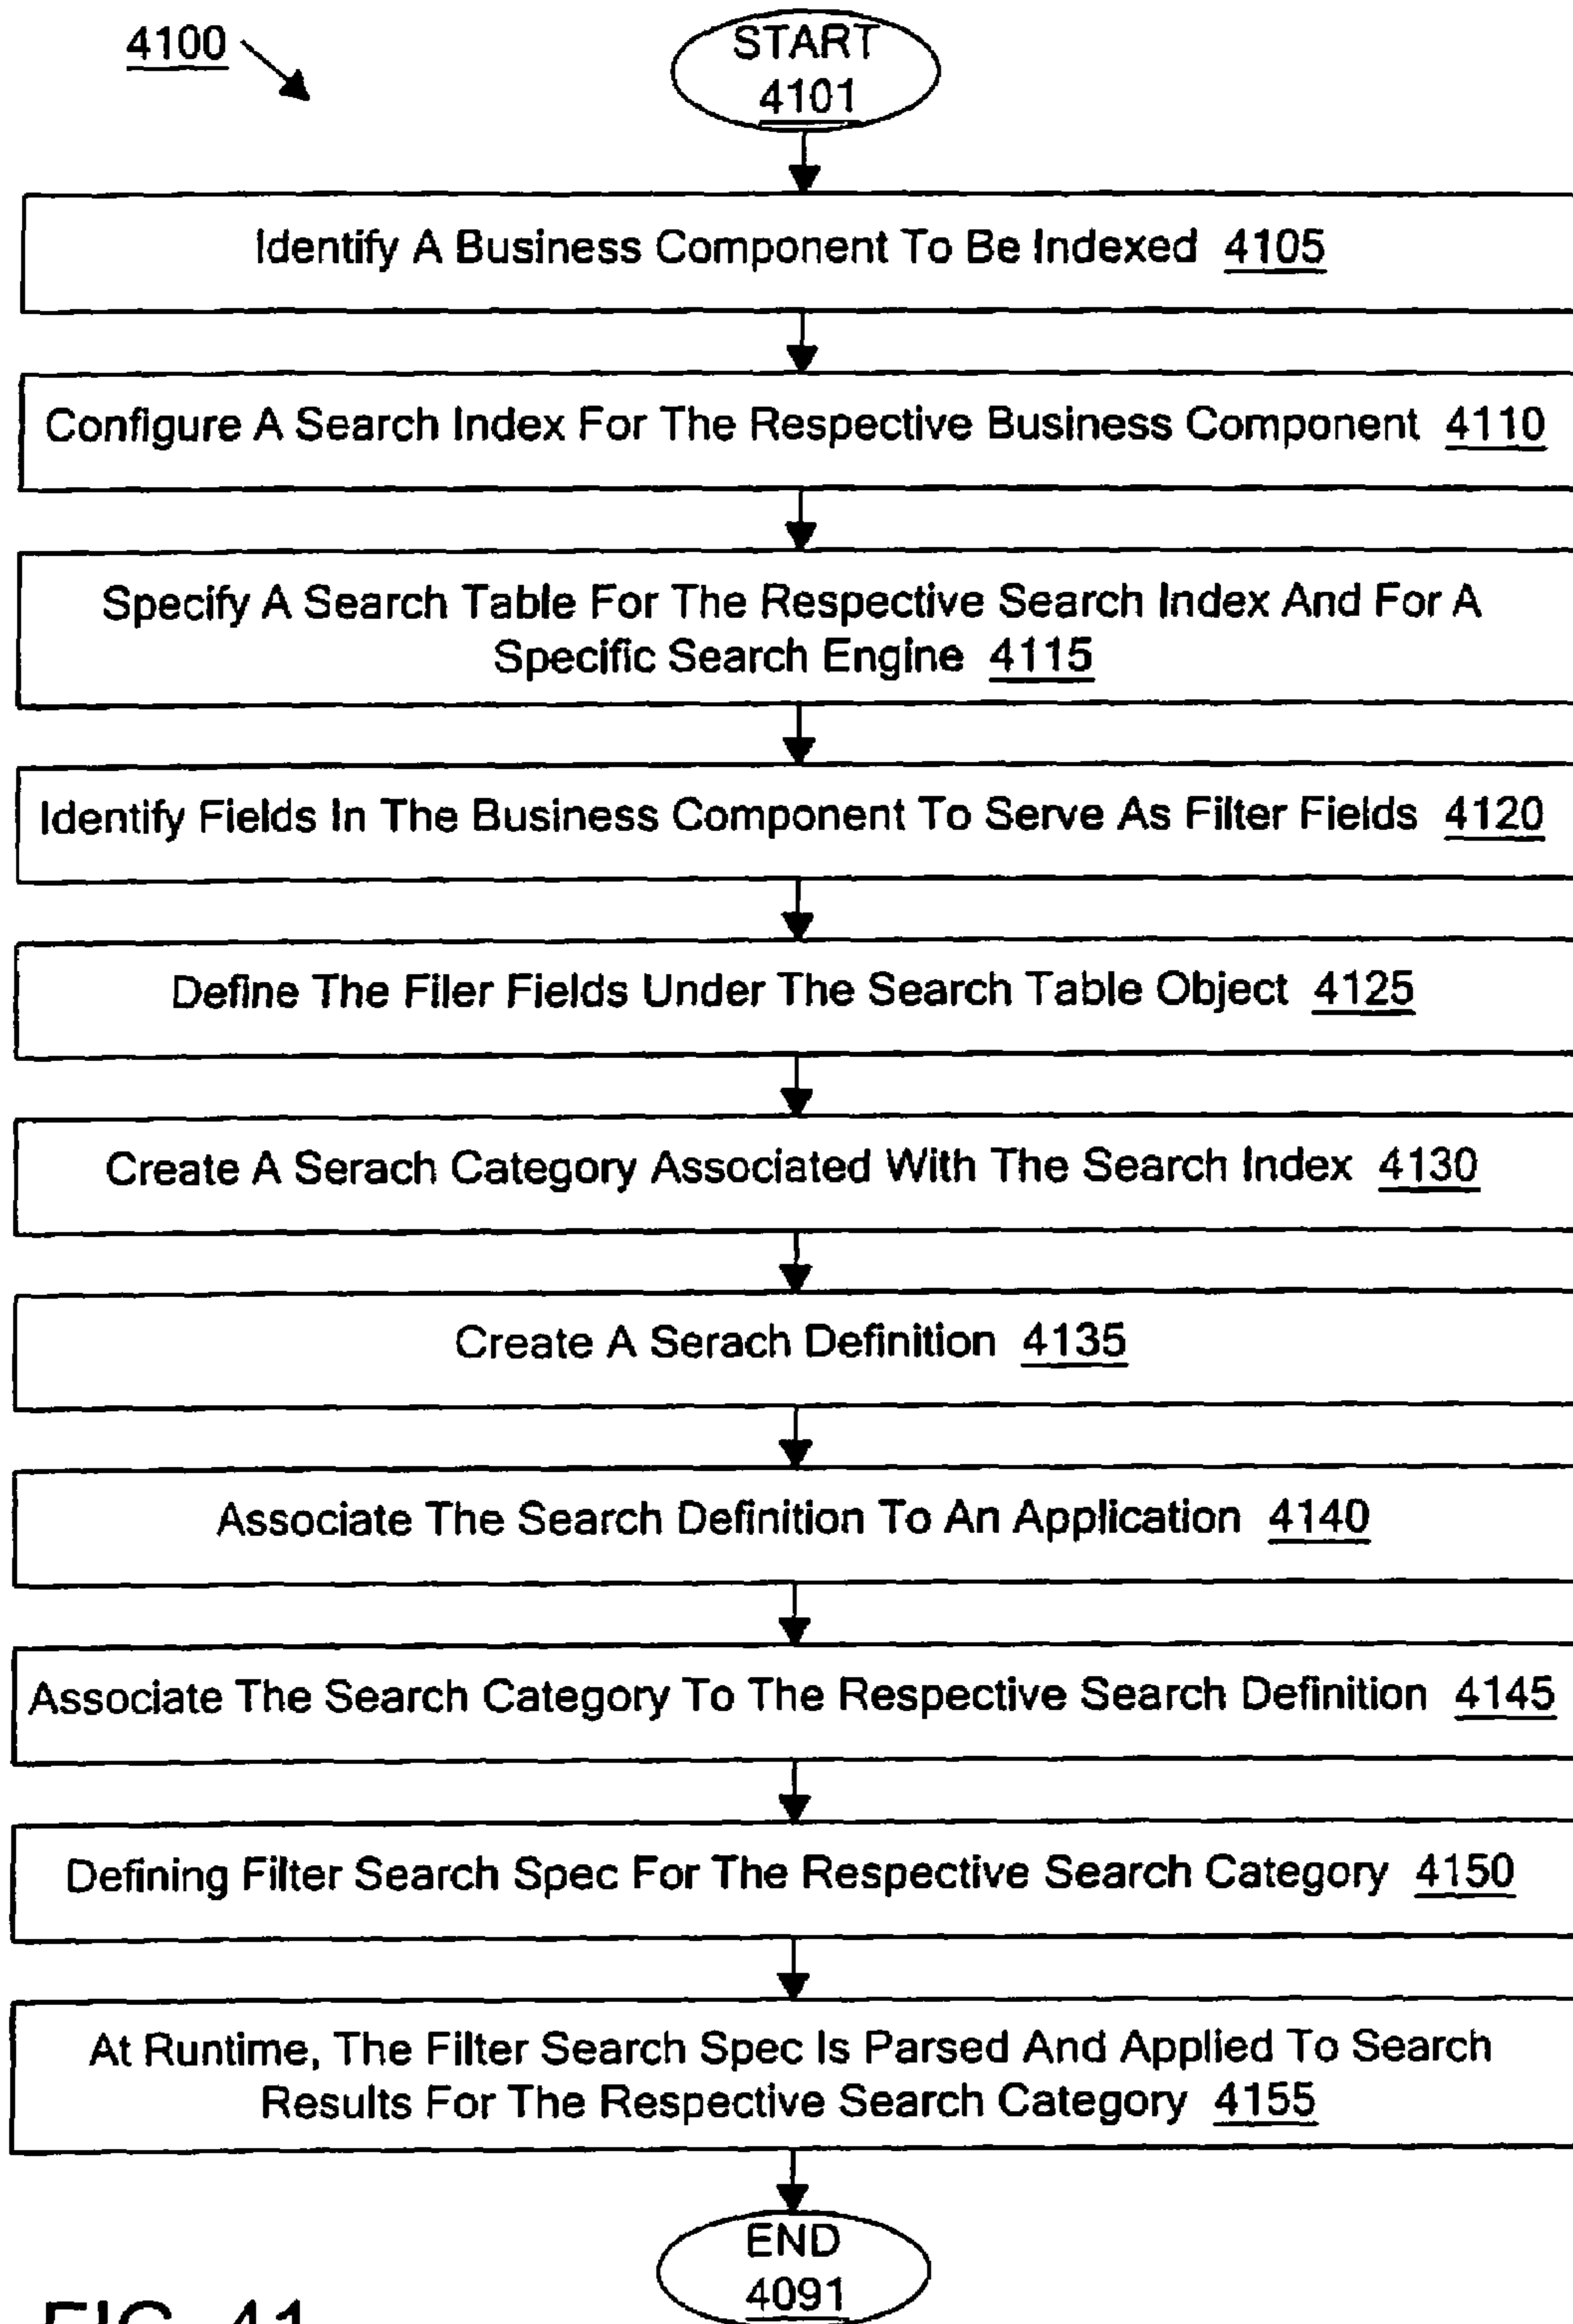 4100
START
4101
Identify A Business Component To Be Indexed 4105
Configure A Search Index For The Respective Business Component 4110
Specify A Search Table For The Respective Search Index And For A
Specific Search Engine 4115
Identify Fields In The Business Component To Serve As Filter Fields 4120
Define The Filer Fields Under The Search Table Object 4125
Create A Serach Category Associated With The Search Index 4130
Create A Serach Definition 4135
Associate The Search Definition To An Application 4140
Associate The Search Category To The Respective Search Definition 4145
Defining Filter Search Spec For The Respective Search Category 4150
At Runtime, The Filter Search Spec Is Parsed And Applied To Search
Results For The Respective Search Category 4155
END
4091
FIG. 41